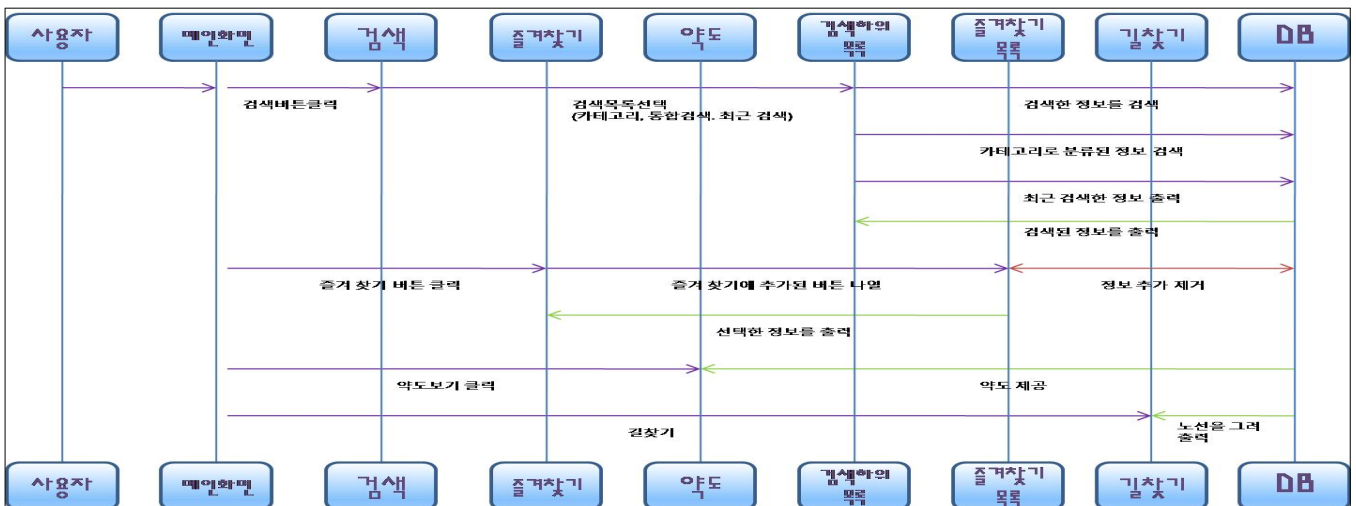 사용자
메인화면
검색
즐겨찾기
약도
검색하위
목록
즐겨찾기
목록
길찾기
DB
검색버튼클릭
검색목록선택
(카테고리, 통합검색. 최근 검색)
검색한 정보를 검색
카테고리로 분류된 정보 검색
최근 검색한 정보 출력
검색된 정보를 출력
즐겨 찾기 버튼 클릭
즐겨 찾기에 추가된 버튼 나열
정보 추가 제거
선택한 정보를 출력
약도보기 클릭
약도 제공
길찾기
노선을 그려
출력
사용자
메인화면
검색
즐겨찾기
약도
검색하위
목록
즐겨찾기
목록
길찾기
DB